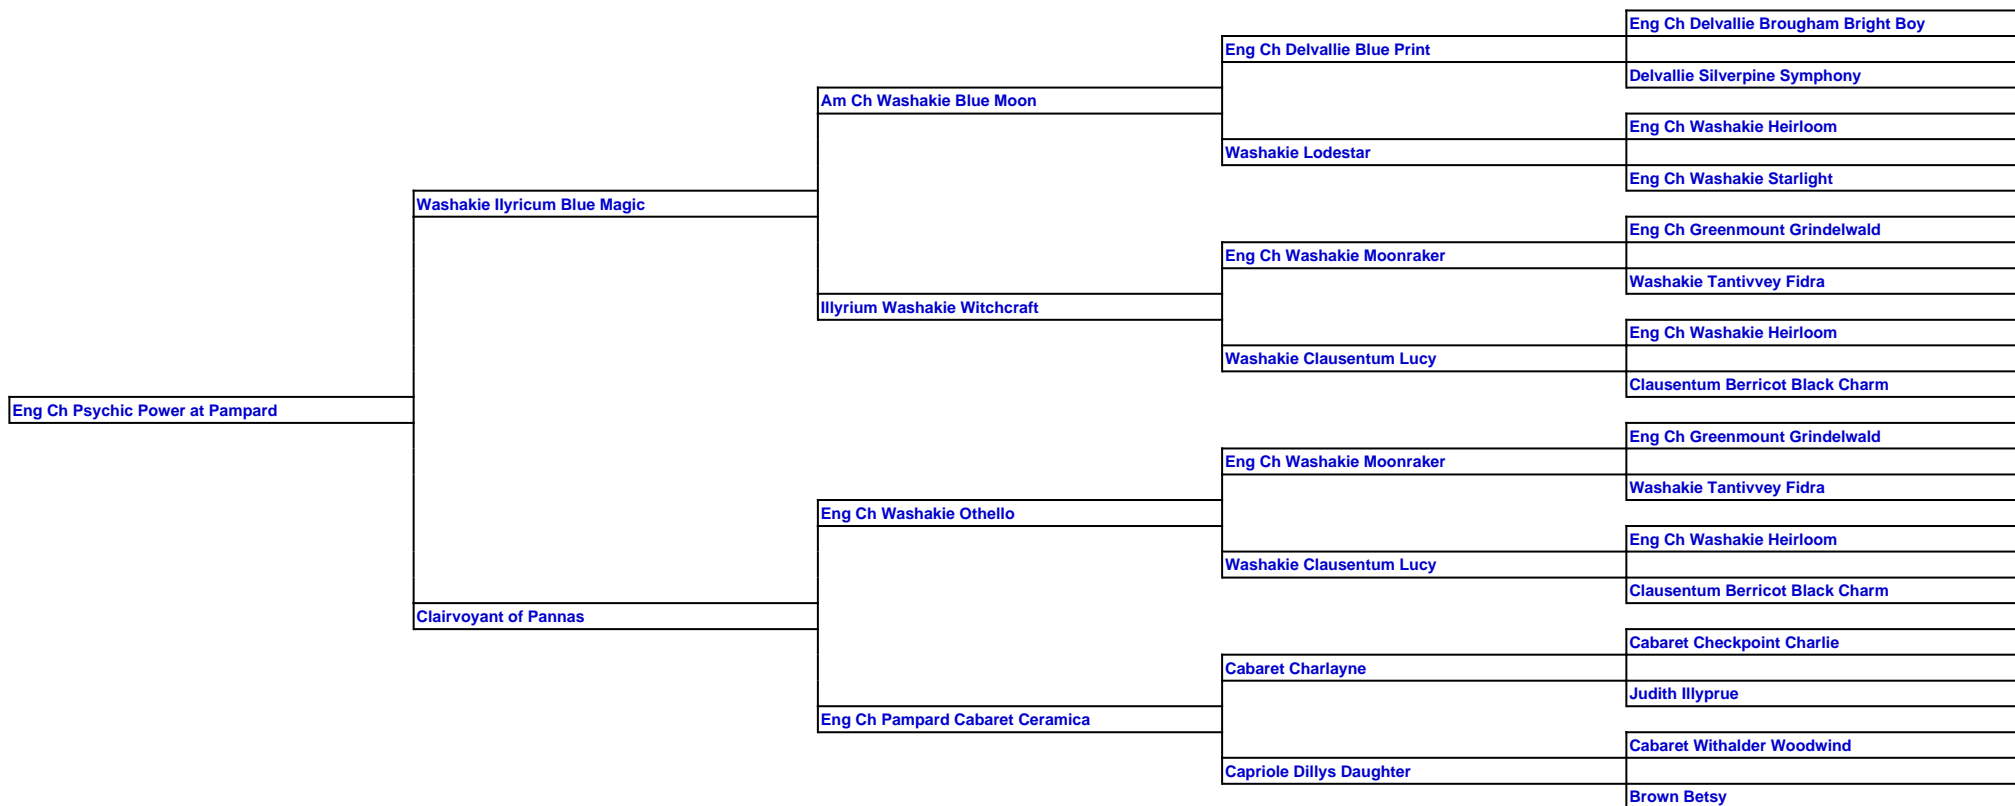 Eng Ch Delvallie Brougham Bright Boy
Eng Ch Delvallie Blue Print
Delvallie Silverpine Symphony
Am Ch Washakie Blue Moon
Eng Ch Washakie Heirloom
Washakie Lodestar
Eng Ch Washakie Starlight
Washakie Ilyricum Blue Magic
Eng Ch Greenmount Grindelwald
Eng Ch Washakie Moonraker
Washakie Tantivvey Fidra
Illyrium Washakie Witchcraft
Eng Ch Washakie Heirloom
Washakie Clausentum Lucy
Clausentum Berricot Black Charm
Eng Ch Psychic Power at Pampard
Eng Ch Greenmount Grindelwald
Eng Ch Washakie Moonraker
Washakie Tantivvey Fidra
Eng Ch Washakie Othello
Eng Ch Washakie Heirloom
Washakie Clausentum Lucy
Clausentum Berricot Black Charm
Clairvoyant of Pannas
Cabaret Checkpoint Charlie
Cabaret Charlayne
Judith Illyprue
Eng Ch Pampard Cabaret Ceramica
Cabaret Withalder Woodwind
Capriole Dillys Daughter
Brown Betsy